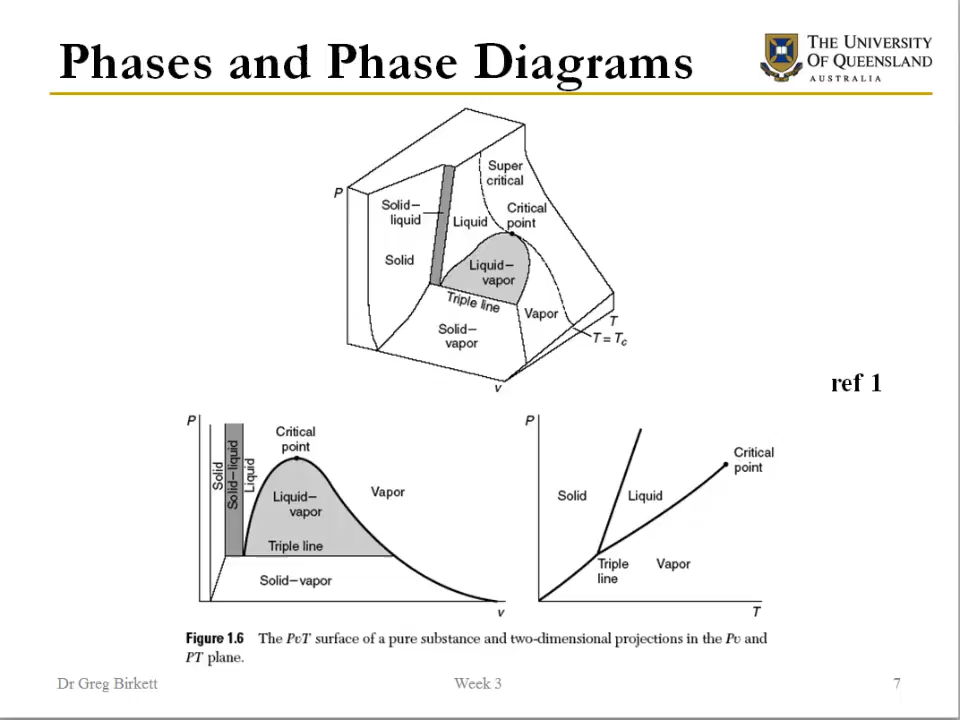 Phases and Phase Diagrams
THE UNIVERSITY
OF QUEENSLAND
AUSTRALIA
P
Super
critical
Solid–
liquid
Liquid
Critical
point
Solid
Liquid–
vapor
Triple line
Vapor
Solid–
vapor
T
T = Tc
v
ref 1
P
Critical
point
Solid
Solid–liquid
Liquid
Liquid–
vapor
Vapor
Triple line
Solid–vapor
v
P
Critical
point
Solid
Liquid
Triple
line
Vapor
T
Figure 1.6 The PvT surface of a pure substance and two-dimensional projections in the Pv and
PT plane.
Dr Greg Birkett
Week 3
7